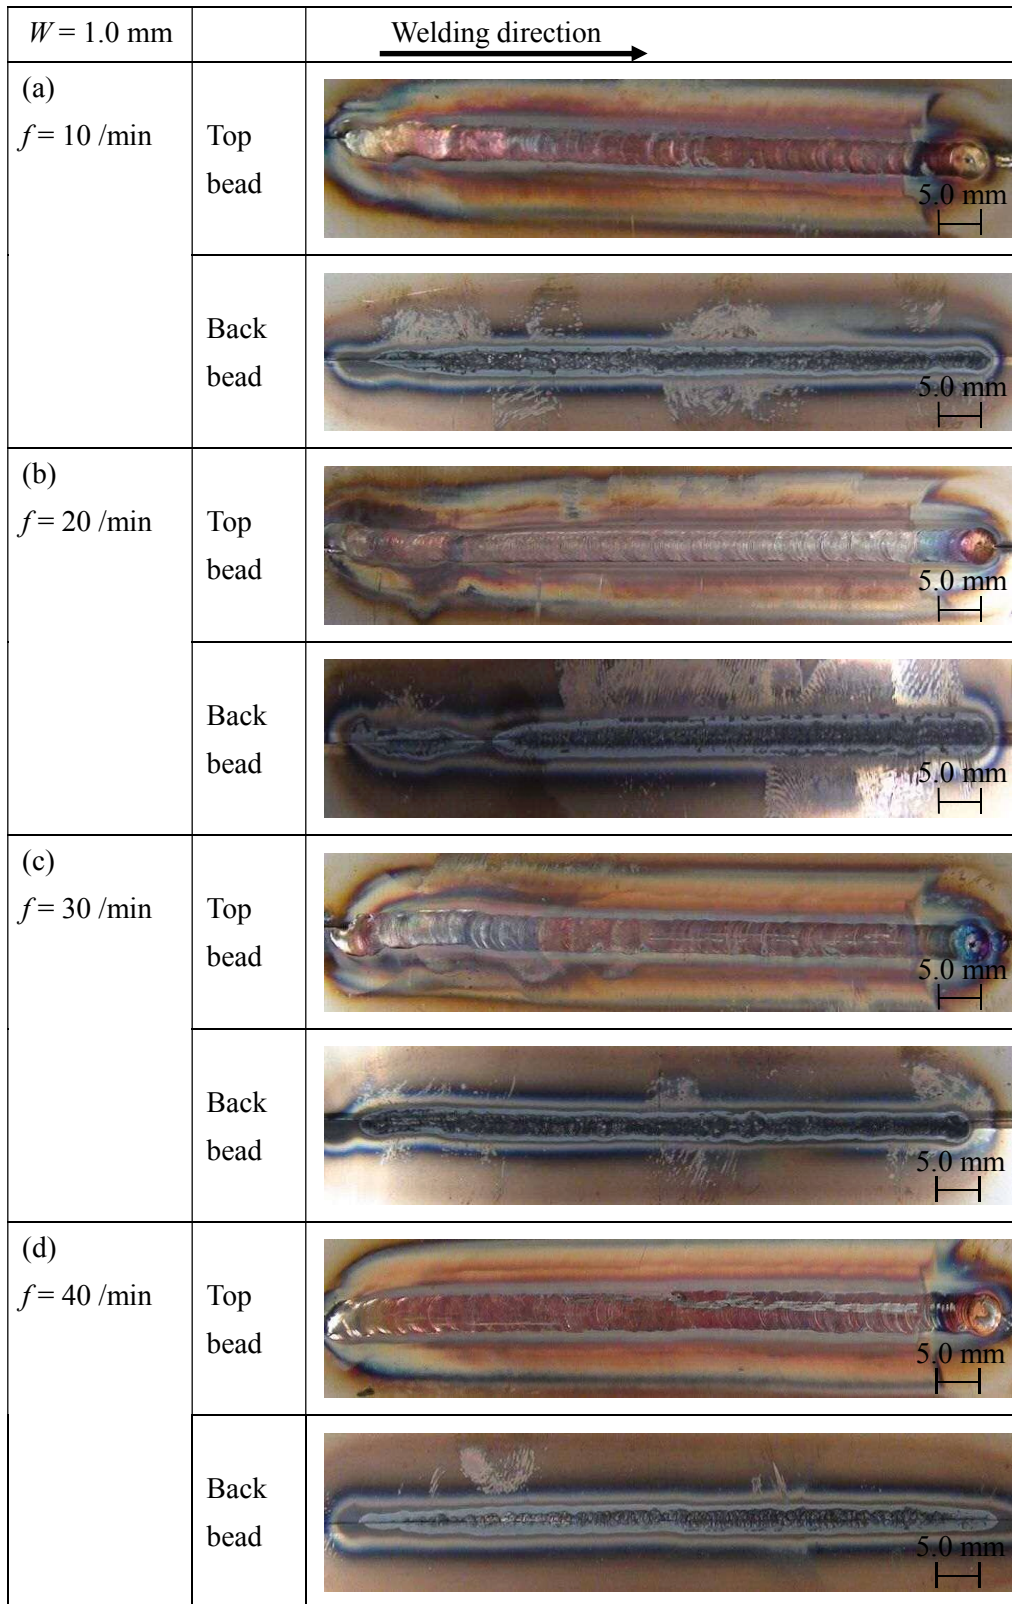 W = 1.0 mm
Welding direction
(a)
f = 10 /min
Top
bead
5.0 mm
Back
bead
5.0 mm
(b)
f = 20 /min
Top
bead
5.0 mm
Back
bead
5.0 mm
(c)
f = 30 /min
Top
bead
5.0 mm
Back
bead
5.0 mm
(d)
f = 40 /min
Top
bead
5.0 mm
Back
bead
5.0 mm